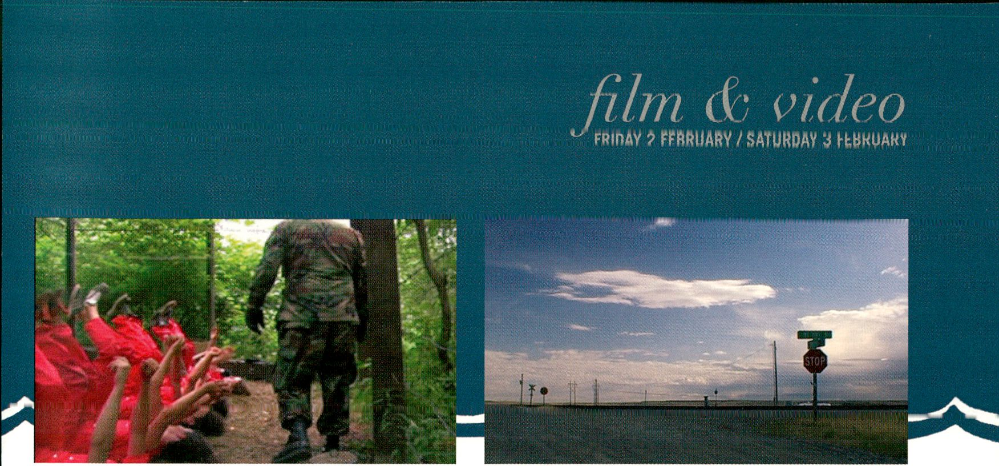 film & video
FRIDAY 2 FEBRUARY / SATURDAY 3 FEBRUARY
STOP